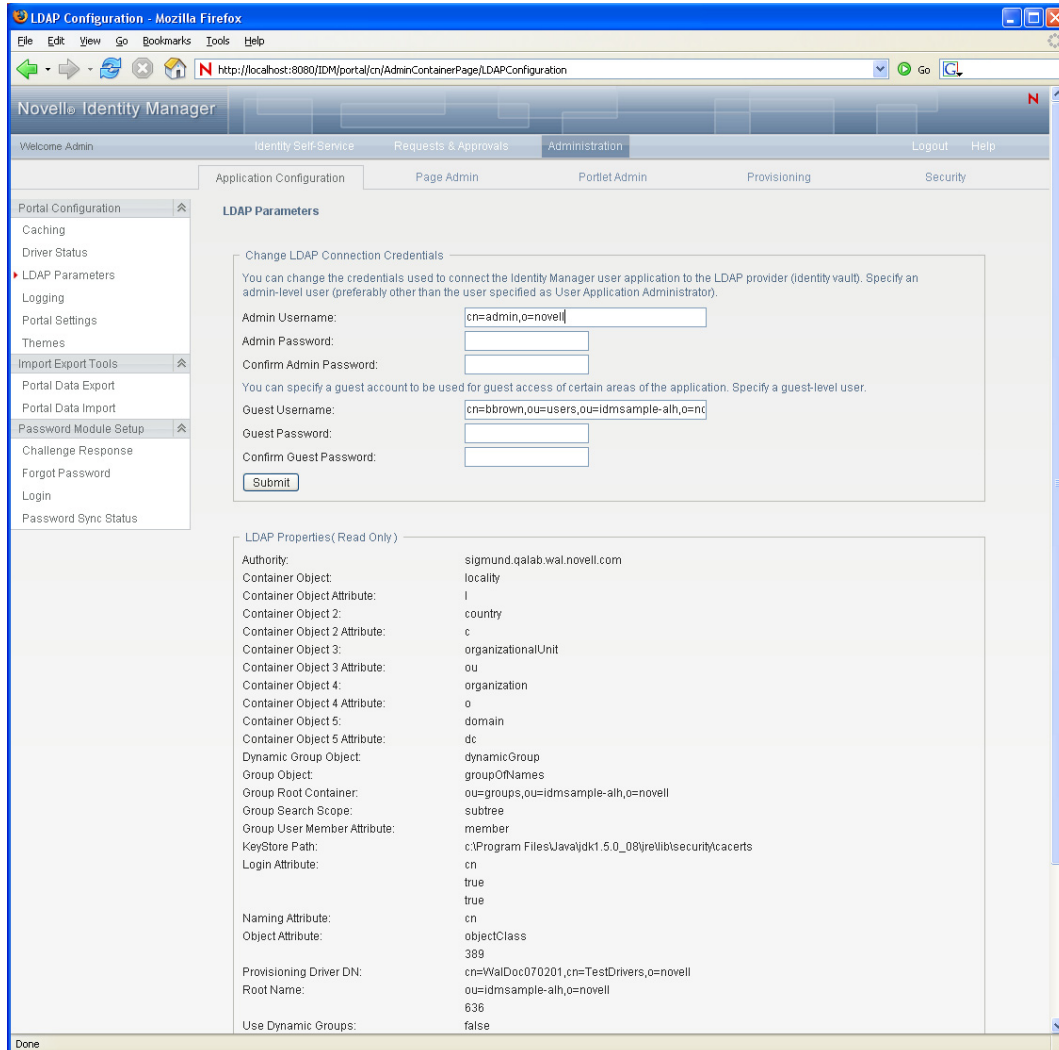 LDAP Configuration - Mozilla Firefox
File Edit View Go Bookmarks Tools Help
N http://localhost:8080/IDM/portal/cn/AdminContainerPage/LDAPConfiguration Go G
Novell® Identity Manager N
Welcome Admin Identity Self-Service Requests & Approvals Administration Logout Help
Application Configuration Page Admin Portlet Admin Provisioning Security
Portal Configuration
Caching
Driver Status
LDAP Parameters
Logging
Portal Settings
Themes
Import Export Tools
Portal Data Export
Portal Data Import
Password Module Setup
Challenge Response
Forgot Password
Login
Password Sync Status
LDAP Parameters
Change LDAP Connection Credentials
You can change the credentials used to connect the Identity Manager user application to the LDAP provider (identity vault). Specify an
admin-level user (preferably other than the user specified as User Application Administrator).
Admin Username: cn=admin,o=novell
Admin Password:
Confirm Admin Password:
You can specify a guest account to be used for guest access of certain areas of the application. Specify a guest-level user.
Guest Username: cn=bbrown,ou=users,ou=idmsample-alh,o=no
Guest Password:
Confirm Guest Password:
Submit
LDAP Properties( Read Only )
Authority: sigmund.qalab.wal.novell.com
Container Object: locality
Container Object Attribute: l
Container Object 2: country
Container Object 2 Attribute: c
Container Object 3: organizationalUnit
Container Object 3 Attribute: ou
Container Object 4: organization
Container Object 4 Attribute: o
Container Object 5: domain
Container Object 5 Attribute: dc
Dynamic Group Object: dynamicGroup
Group Object: groupOfNames
Group Root Container: ou=groups,ou=idmsample-alh,o=novell
Group Search Scope: subtree
Group User Member Attribute: member
KeyStore Path: c:\Program Files\Java\jdk1.5.0_08\jre\lib\security\cacerts
Login Attribute: cn
true
true
Naming Attribute: cn
Object Attribute: objectClass
389
Provisioning Driver DN: cn=WalDoc070201,cn=TestDrivers,o=novell
Root Name: ou=idmsample-alh,o=novell
636
Use Dynamic Groups: false
Done